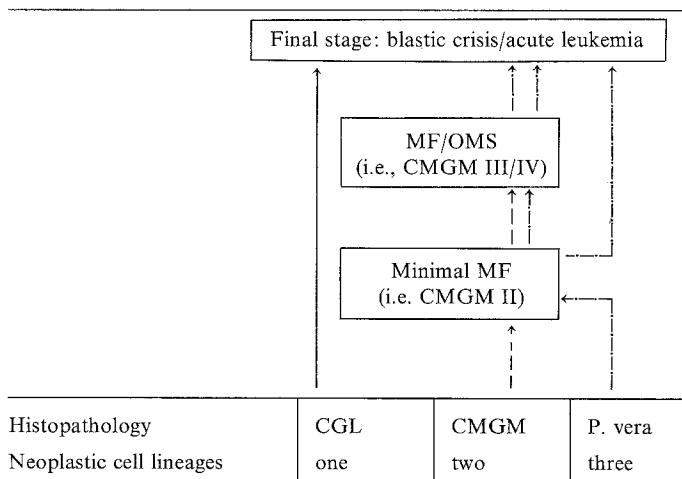 Final stage: blastic crisis/acute leukemia
MF/OMS
(i.e., CMGM III/IV)
Minimal MF
(i.e. CMGM II)
Histopathology CGL CMGM P. vera
Neoplastic cell lineages one two three